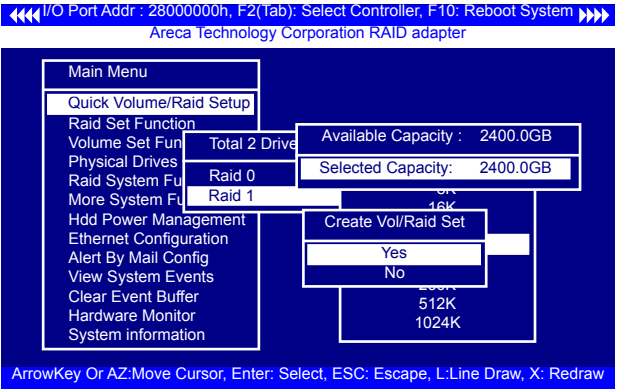 I/O Port Addr : 28000000h, F2(Tab): Select Controller, F10: Reboot System
Areca Technology Corporation RAID adapter
Main Menu
Quick Volume/Raid Setup
Raid Set Function
Volume Set Fun
Physical Drives
Raid System Fu
More System Fu
Hdd Power Management
Ethernet Configuration
Alert By Mail Config
View System Events
Clear Event Buffer
Hardware Monitor
System information
Total 2 Drive
Raid 0
Raid 1
Available Capacity : 2400.0GB
Selected Capacity: 2400.0GB
16K
Create Vol/Raid Set
Yes
No
512K
1024K
ArrowKey Or AZ:Move Cursor, Enter: Select, ESC: Escape, L:Line Draw, X: Redraw